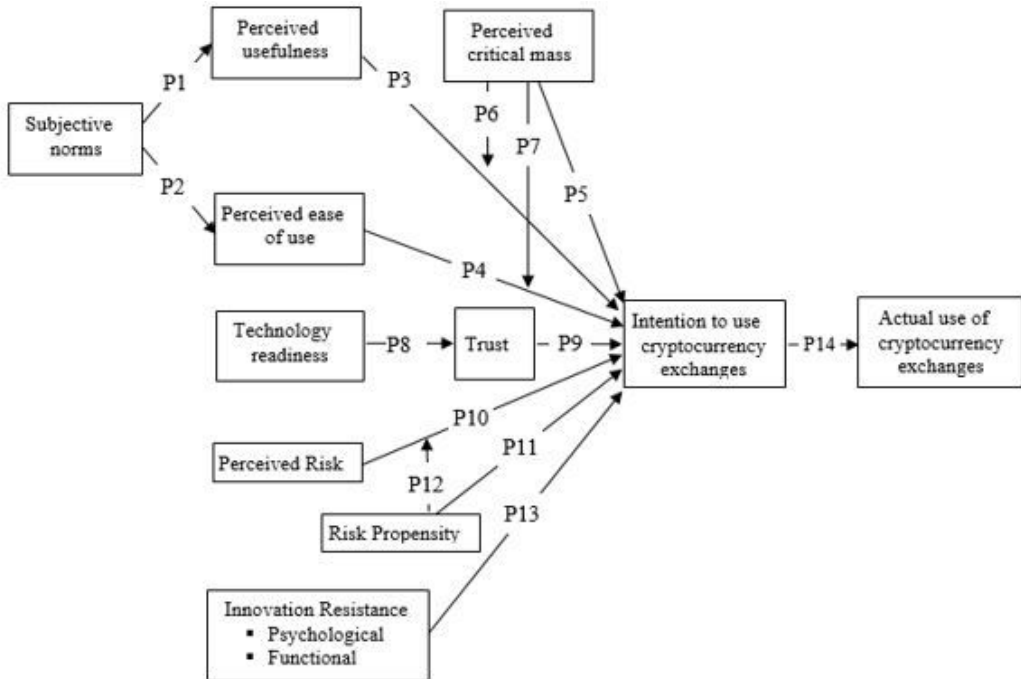 Perceived
usefulness
Perceived
critical mass
P1
P3
P6
Subjective
norms
P7
P2
P5
Perceived ease
of use
P4
Technology
readiness
P8
Trust
P9
Intention to use
cryptocurrency
exchanges
P14
Actual use of
cryptocurrency
exchanges
P10
P11
Perceived Risk
P12
P13
Risk Propensity
Innovation Resistance
▪ Psychological
▪ Functional